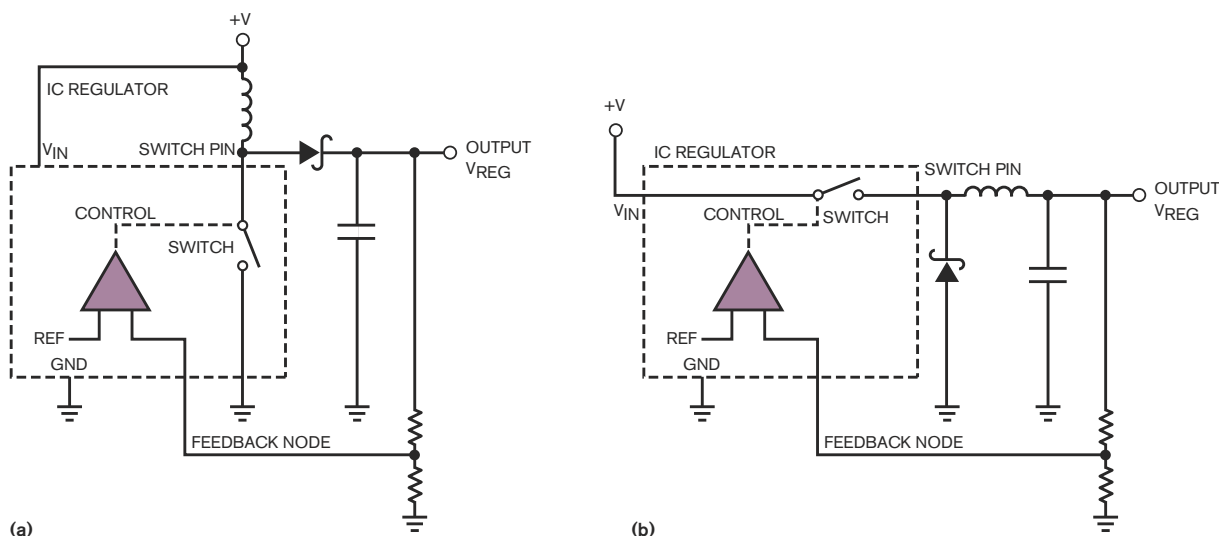 +V
IC REGULATOR
VIN
SWITCH PIN
OUTPUT
VREG
CONTROL
SWITCH
REF
GND
FEEDBACK NODE
(a)
+V
IC REGULATOR
SWITCH PIN
OUTPUT
VREG
VIN
CONTROL
SWITCH
REF
GND
FEEDBACK NODE
(b)